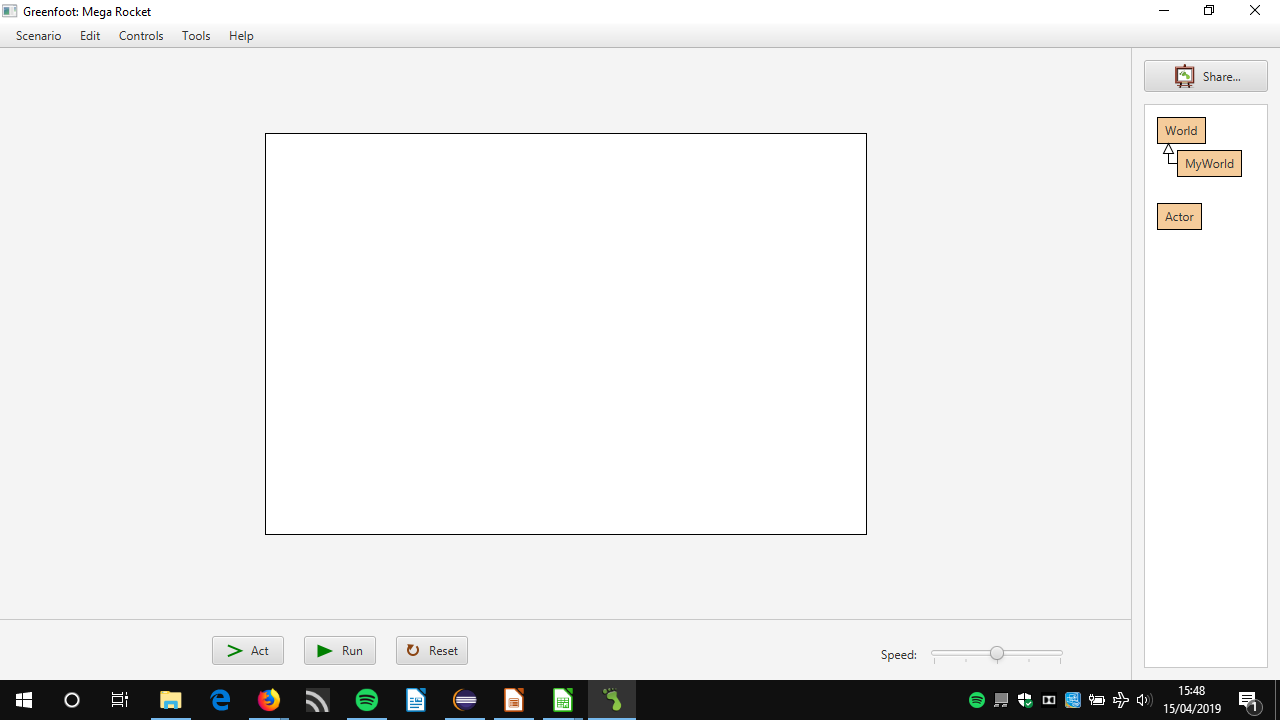 Greenfoot: Mega Rocket
Scenario Edit Controls Tools Help
Share...
World
MyWorld
Actor
Act Run Reset Speed:
15:48
15/04/2019
1